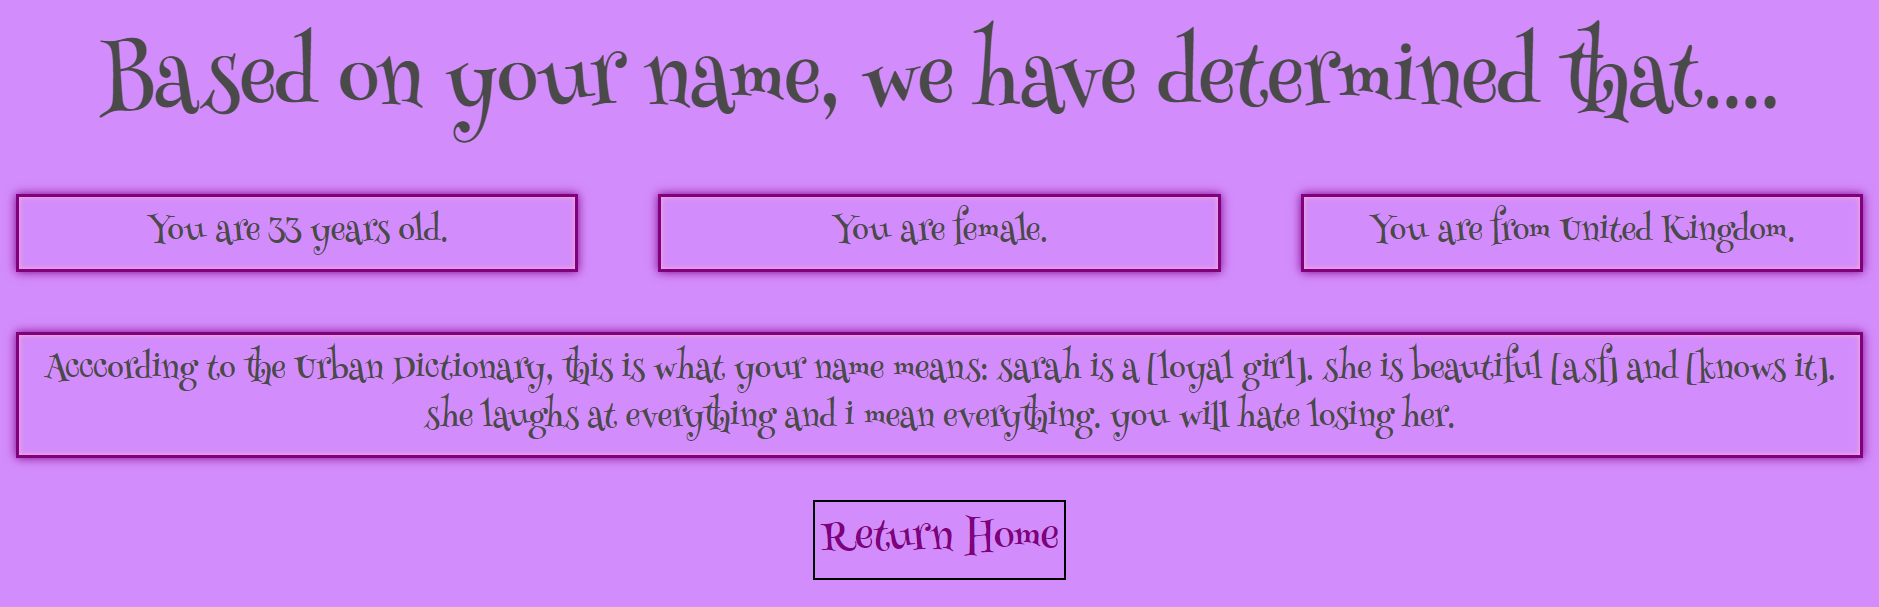 Based on your name, we have determined that....
You are 33 years old.
You are female.
You are from United Kingdom.
Acccording to the Urban Dictionary, this is what your name means: sarah is a [loyal girl]. she is beautiful [asf] and [knows it].
she laughs at everything and i mean everything. you will hate losing her.
Return Home